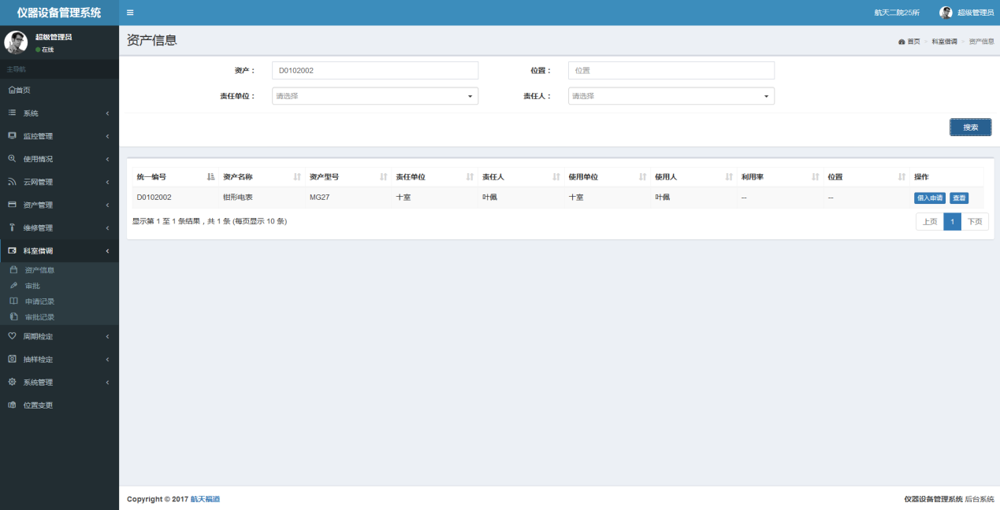 仪器设备管理系统
航天二院25所 超级管理员
超级管理员
在线
主导航
首页
系统
监控管理
使用情况
云网管理
资产管理
维修管理
科室借调
资产信息
审批
申请记录
审批记录
周期检定
抽样检定
系统管理
位置变更
资产信息
首页 科室借调 资产信息
资产： D0102002 位置： 位置
责任单位： 请选择 责任人： 请选择
搜索
统一编号 资产名称 资产型号 责任单位 责任人 使用单位 使用人 利用率 位置 操作
D0102002 钳形电表 MG27 十室 叶佩 十室 叶佩 -- -- 借入申请 查看
显示第 1 至 1 条结果，共 1 条 (每页显示 10 条)
上页 1 下页
Copyright © 2017 航天福道
仪器设备管理系统 后台系统